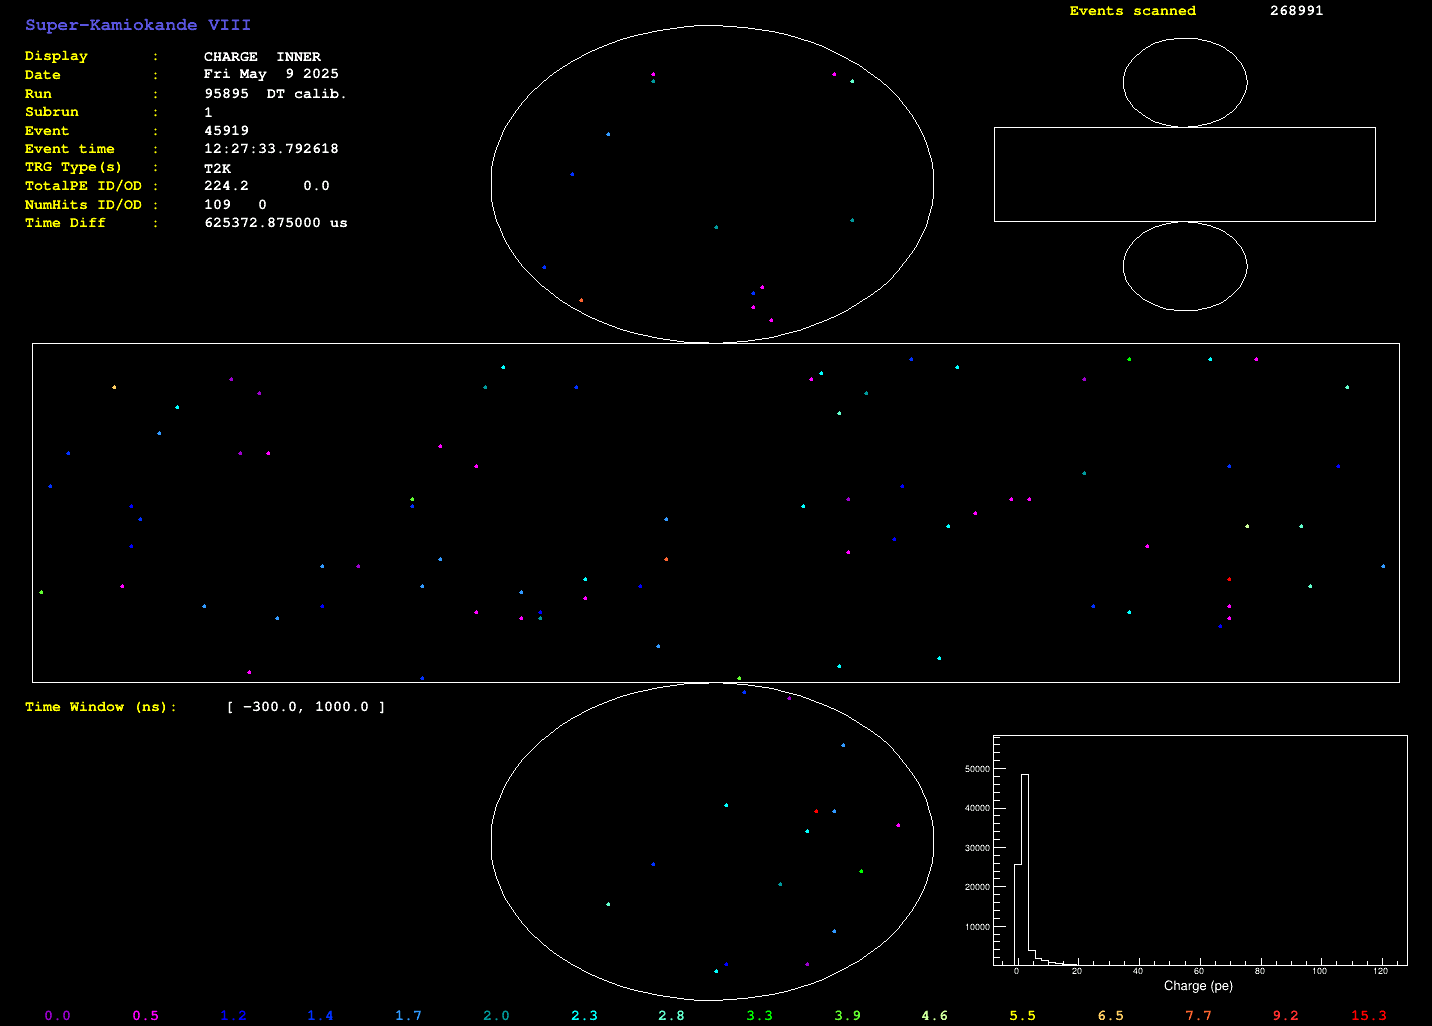 Super-Kamiokande VIII
Display : CHARGE INNER
Date : Fri May 9 2025
Run : 95895 DT calib.
Subrun : 1
Event : 45919
Event time : 12:27:33.792618
TRG Type(s) : T2K
TotalPE ID/OD : 224.2 0.0
NumHits ID/OD : 109 0
Time Diff : 625372.875000 us
Events scanned 268991
Time Window (ns): [ -300.0, 1000.0 ]
50000
40000
30000
20000
10000
0 20 40 60 80 100 120
Charge (pe)
0.0 0.5 1.2 1.4 1.7 2.0 2.3 2.8 3.3 3.9 4.6 5.5 6.5 7.7 9.2 15.3